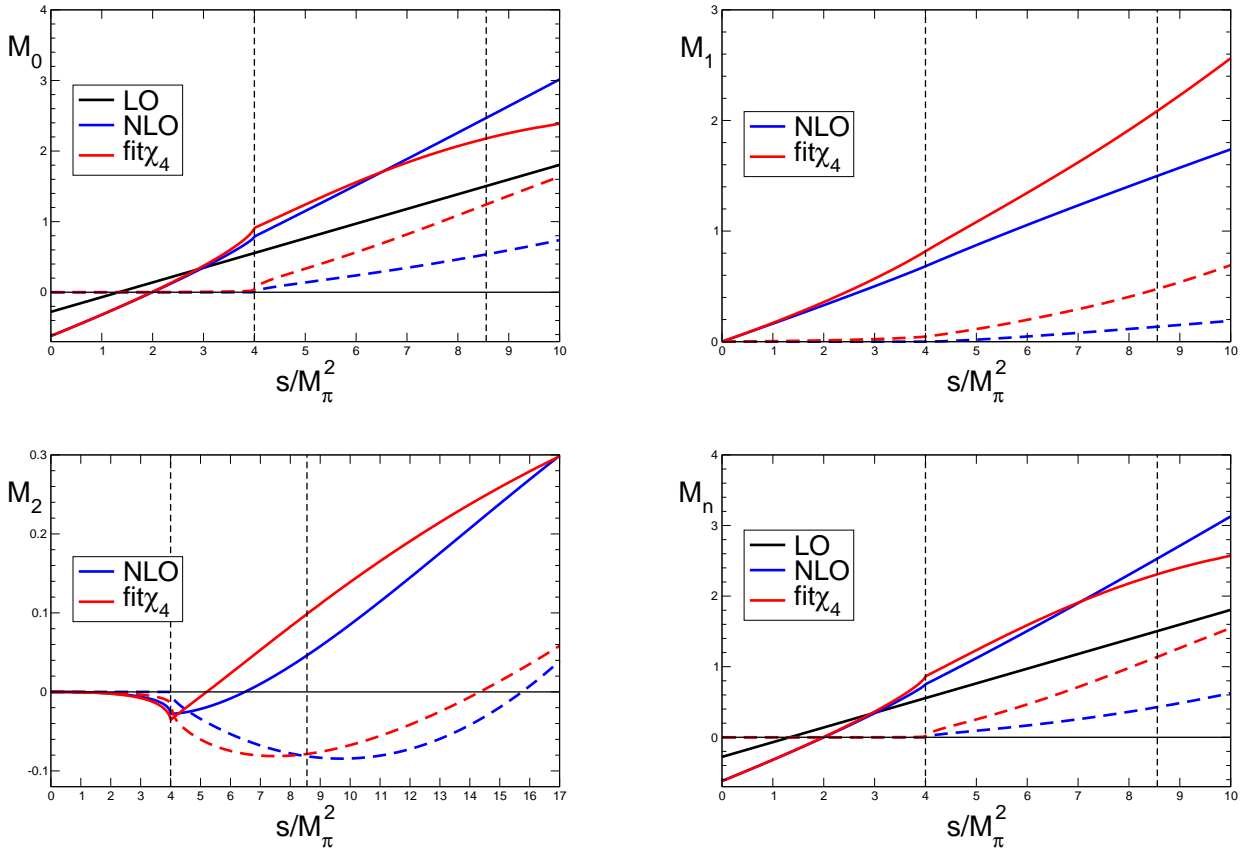 M₀
4
3
2
1
0
LO
NLO
fitχ₄
0 1 2 3 4 5 6 7 8 9 10
s/M_π²
M₁
3
2
1
0
NLO
fitχ₄
0 1 2 3 4 5 6 7 8 9 10
s/M_π²
M₂
0.3
0.2
0.1
0
-0.1
NLO
fitχ₄
0 1 2 3 4 5 6 7 8 9 10 11 12 13 14 15 16 17
s/M_π²
Mₙ
4
3
2
1
0
LO
NLO
fitχ₄
0 1 2 3 4 5 6 7 8 9 10
s/M_π²